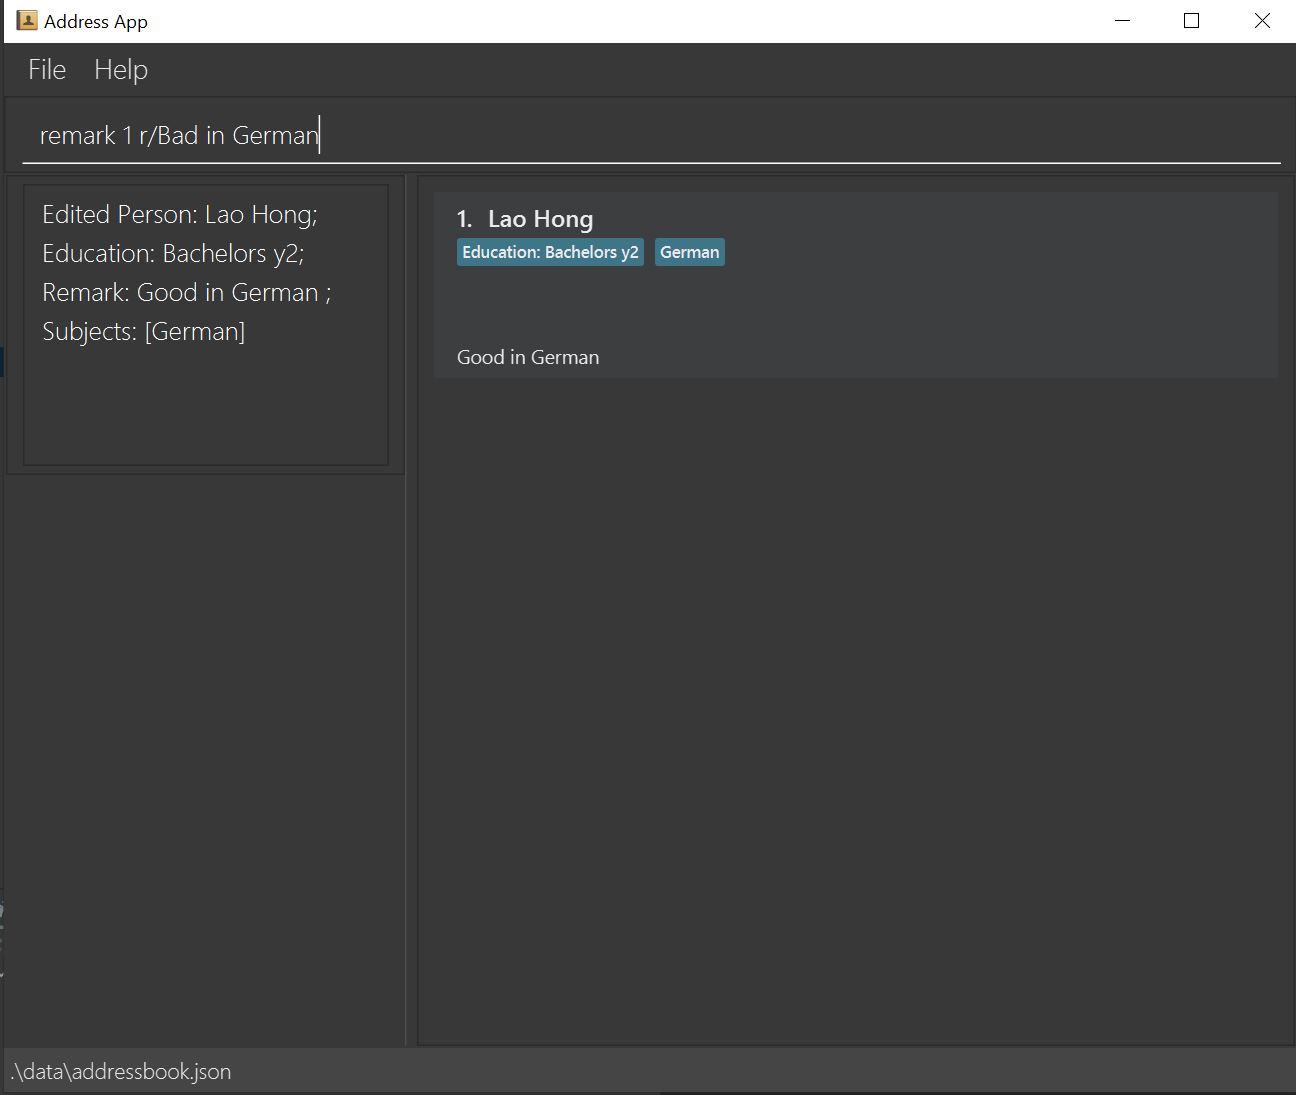 Address App
File Help
remark 1 r/Bad in German
Edited Person: Lao Hong;
Education: Bachelors y2;
Remark: Good in German ;
Subjects: [German]
1. Lao Hong
Education: Bachelors y2 German
Good in German
.\data\addressbook.json